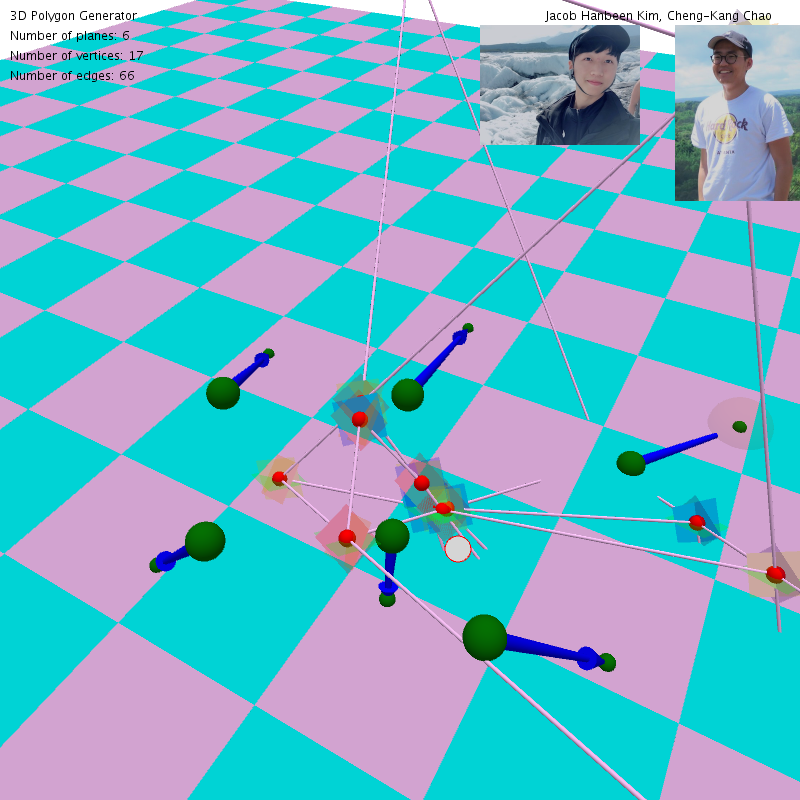 3D Polygon Generator
Jacob Hanbeen Kim, Cheng-Kang Chao
Number of planes: 6
Number of vertices: 17
Number of edges: 66